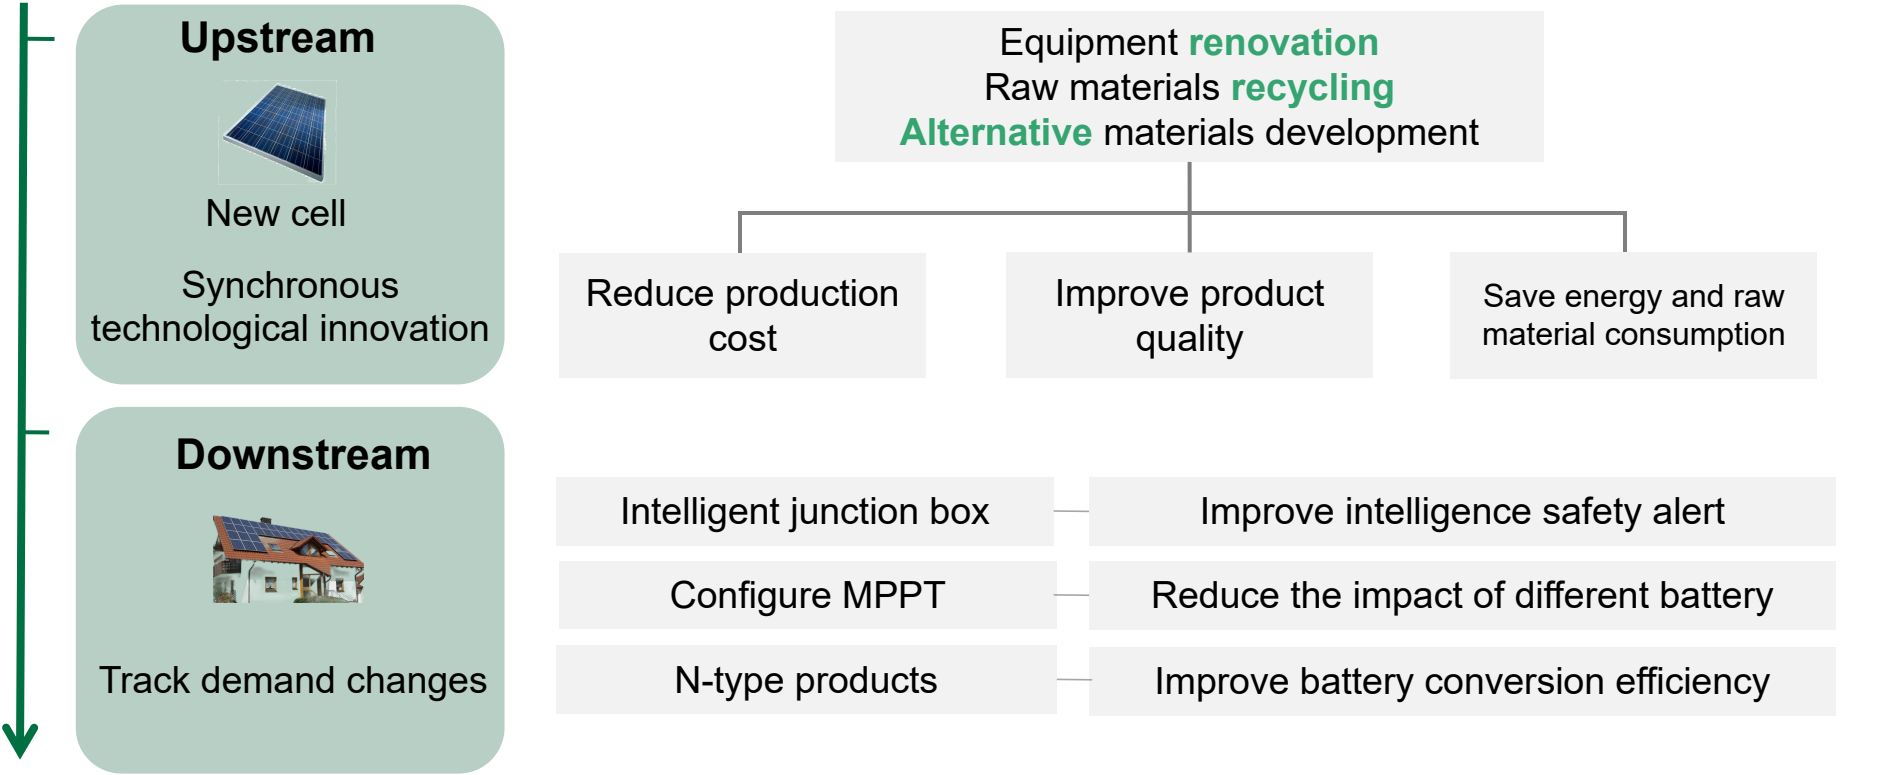 Upstream
New cell
Synchronous
technological innovation
Equipment renovation
Raw materials recycling
Alternative materials development
Reduce production
cost
Improve product
quality
Save energy and raw
material consumption
Downstream
Track demand changes
Intelligent junction box
Improve intelligence safety alert
Configure MPPT
Reduce the impact of different battery
N-type products
Improve battery conversion efficiency